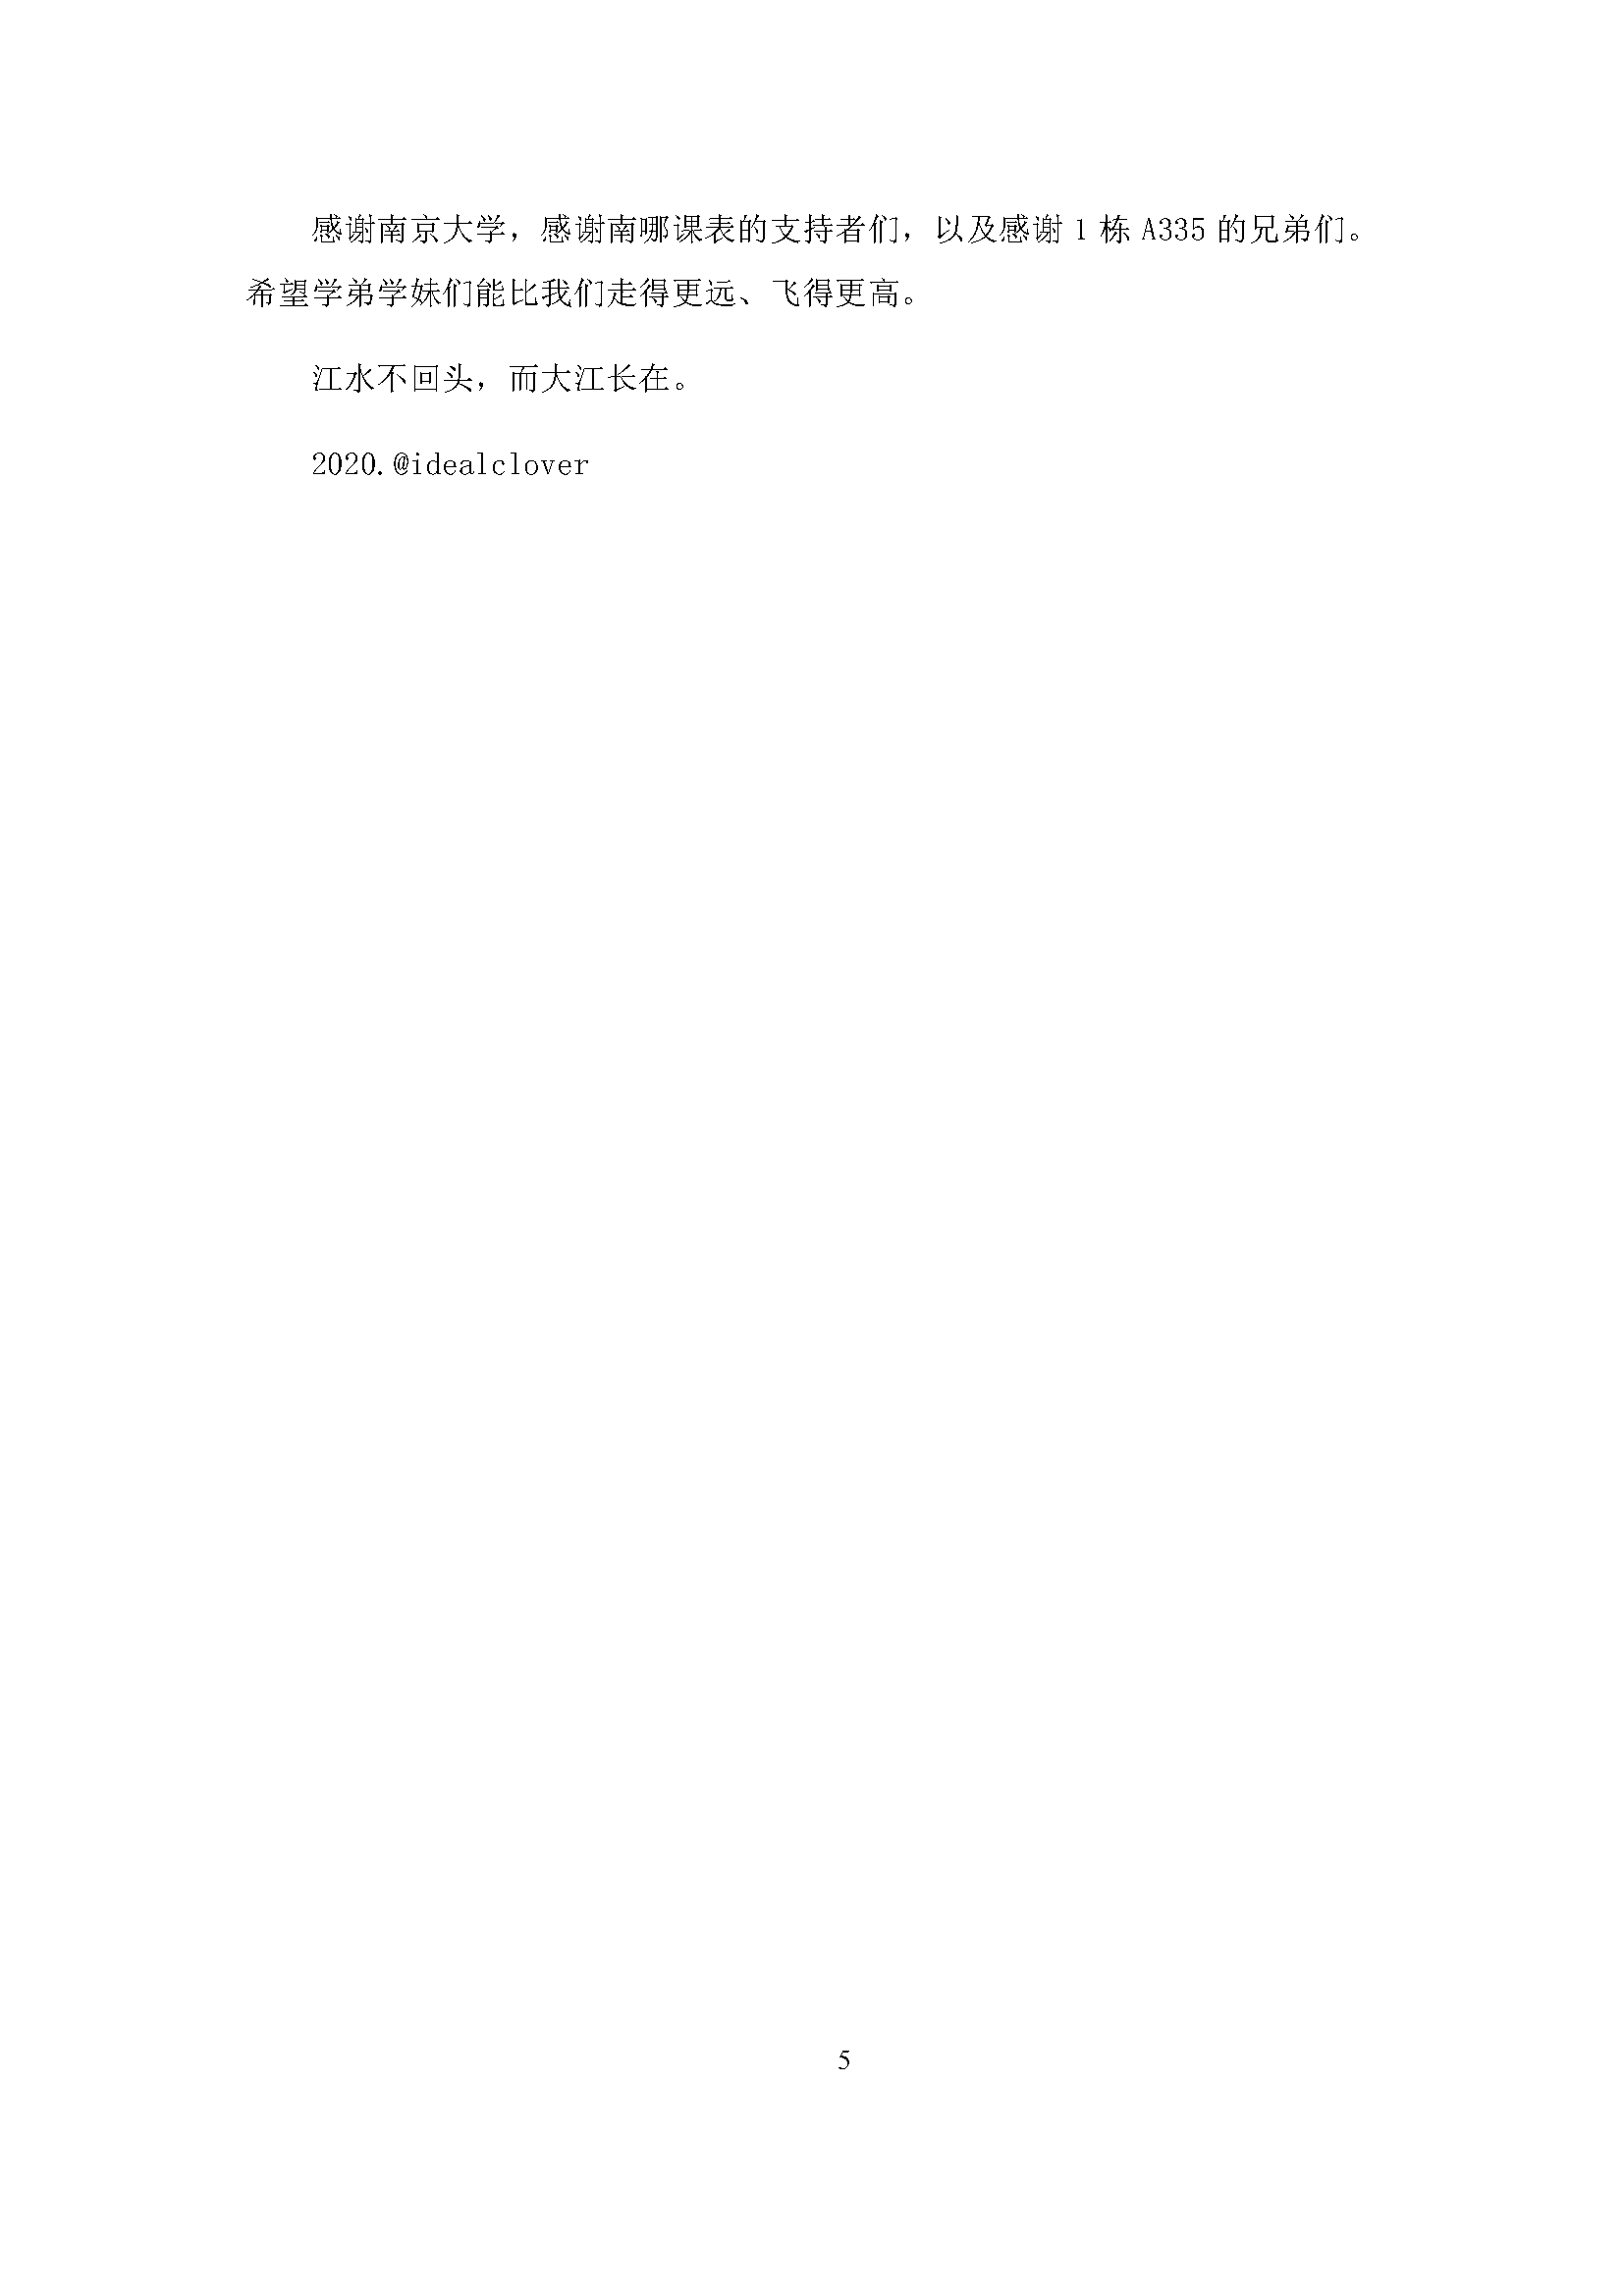 感谢南京大学，感谢南哪课表的支持者们，以及感谢 1 栋 A335 的兄弟们。
希望学弟学妹们能比我们走得更远、飞得更高。
江水不回头，而大江长在。
2020.@idealclover
5